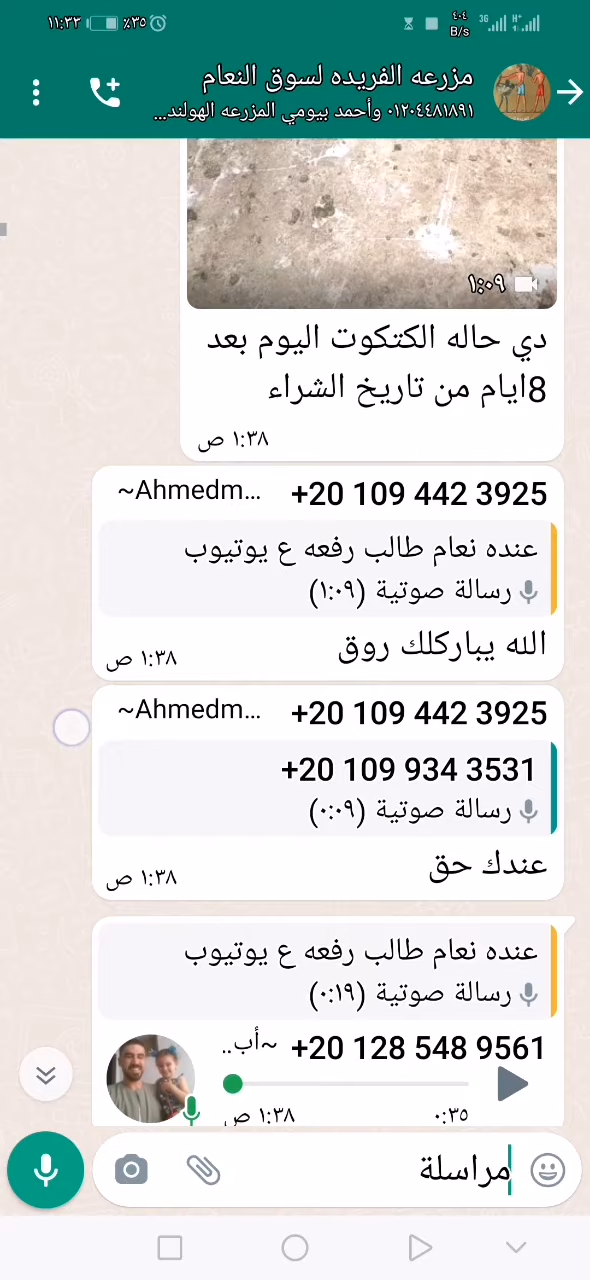 ١١:٣٣ ٪٣٥ ٤٠٤ B/s 3G H+
مزرعه الفريده لسوق النعام
٠١٢٠٤٤٨١٨٩١ وأحمد بيومي المزرعه الهولند...
١:٠٩
دي حاله الكتكوت اليوم بعد
8ايام من تاريخ الشراء
١:٣٨ ص
+20 109 442 3925 ~Ahmedm...
عنده نعام طالب رفعه ع يوتيوب
رسالة صوتية (١:٠٩)
الله يباركلك روق
١:٣٨ ص
+20 109 442 3925 ~Ahmedm...
+20 109 934 3531
رسالة صوتية (٠:٠٩)
عندك حق
١:٣٨ ص
عنده نعام طالب رفعه ع يوتيوب
رسالة صوتية (٠:١٩)
+20 128 548 9561 ~أب..
٠:٣٥ ١:٣٨ ص
مراسلة